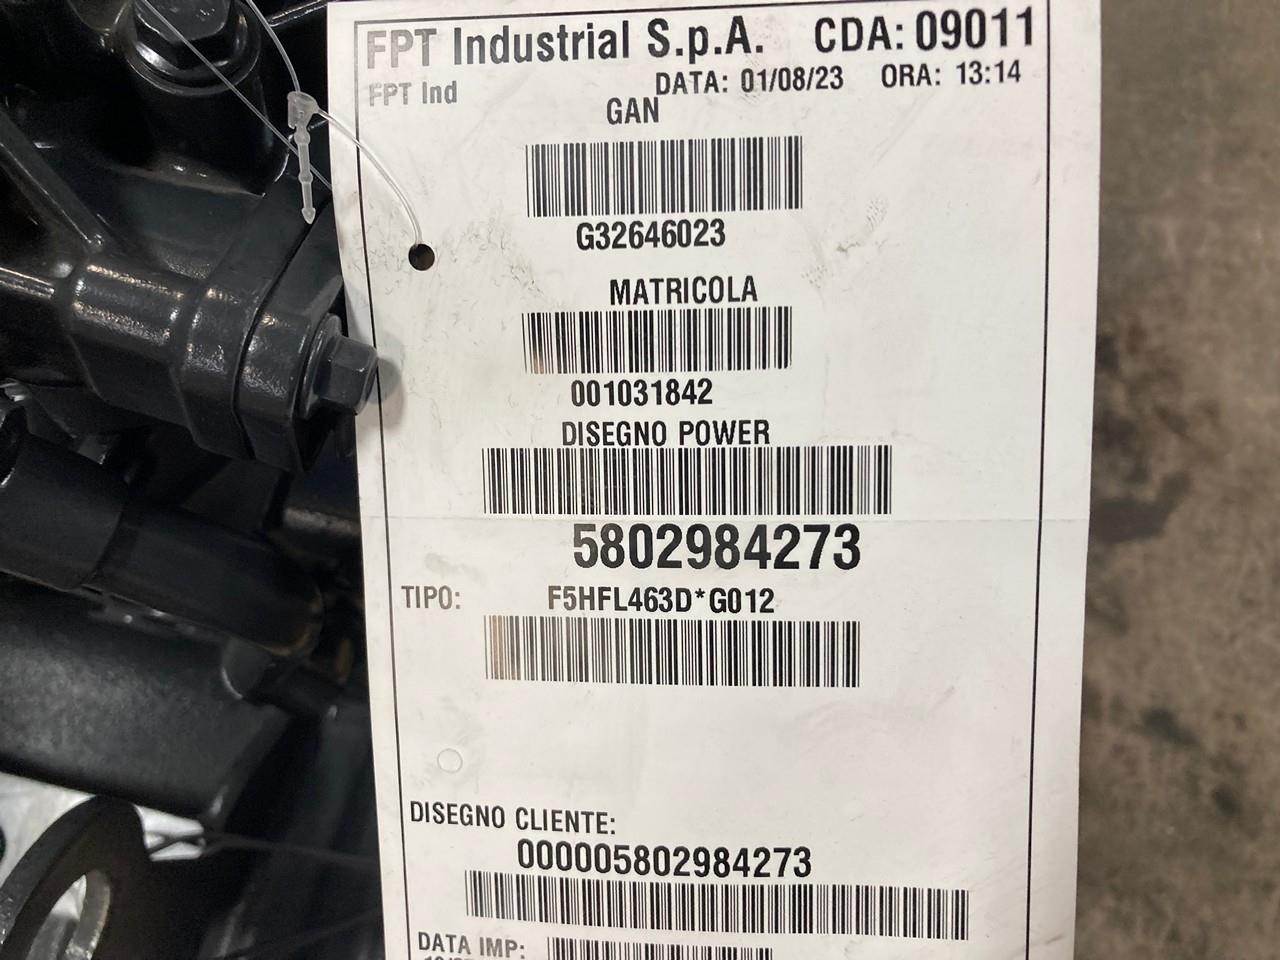 FPT Industrial S.p.A. CDA: 09011
FPT Ind DATA: 01/08/23 ORA: 13:14
GAN
G32646023
MATRICOLA
001031842
DISEGNO POWER
5802984273
TIPO: F5HFL463D*G012
DISEGNO CLIENTE:
000005802984273
DATA IMP: